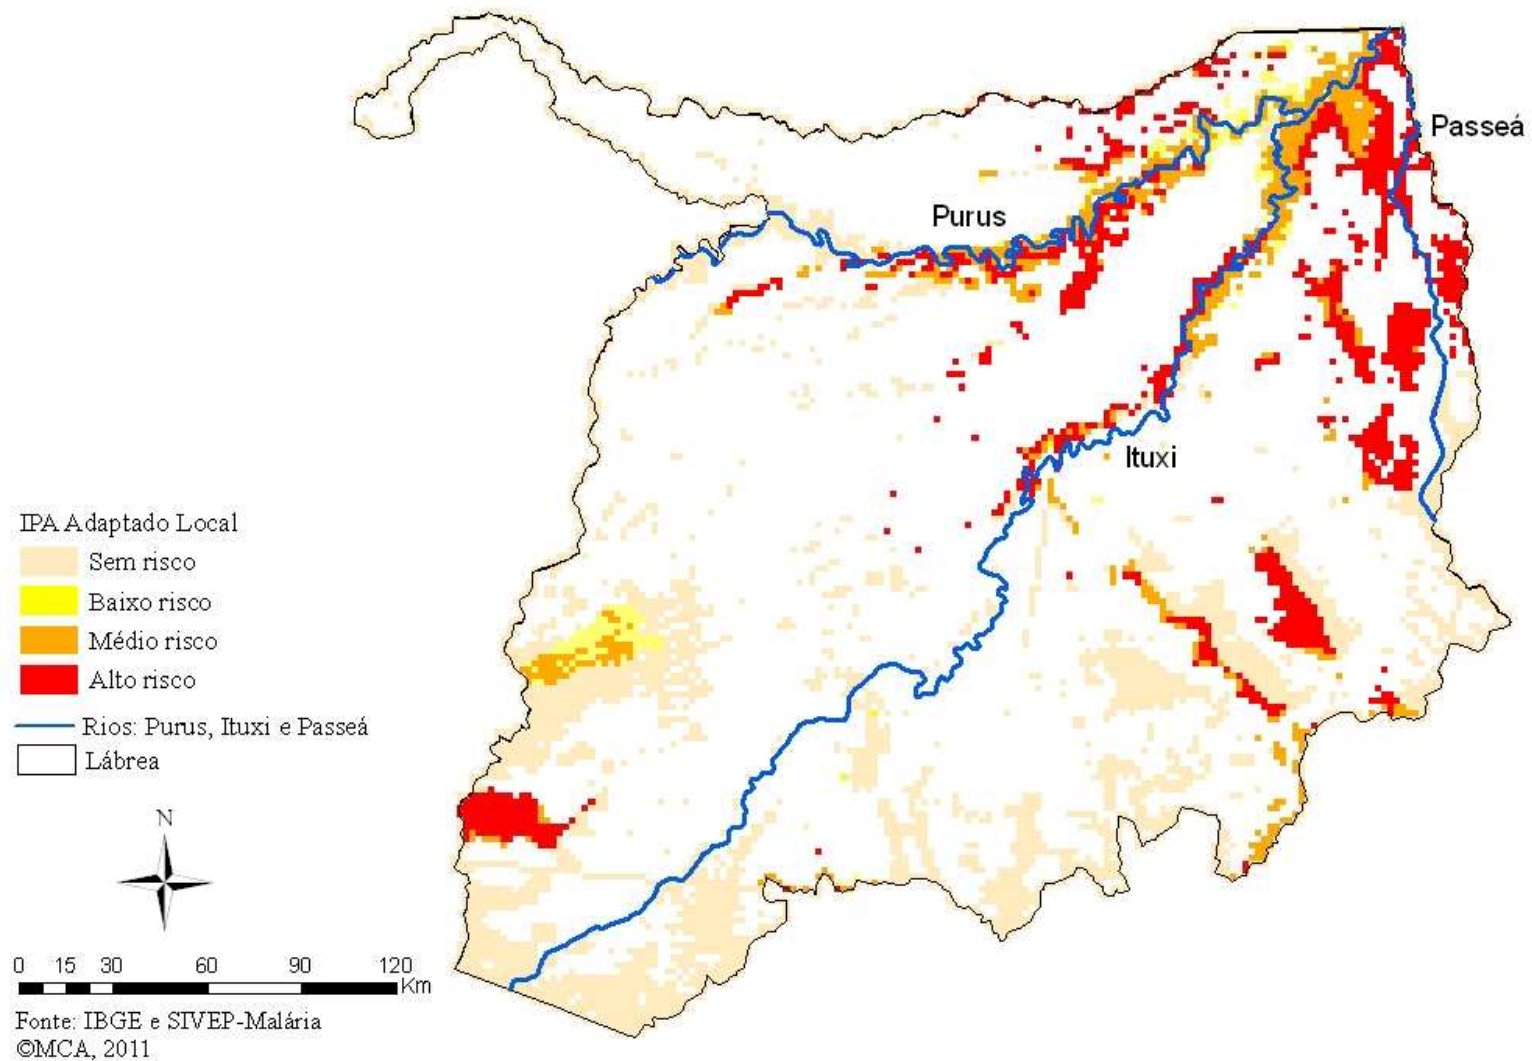 Passeá
Purus
Ituxi
IPA Adaptado Local
Sem risco
Baixo risco
Médio risco
Alto risco
Rios: Purus, Ituxi e Passeá
Lábrea
N
0 15 30 60 90 120
Km
Fonte: IBGE e SIVEP-Malária
©MCA, 2011